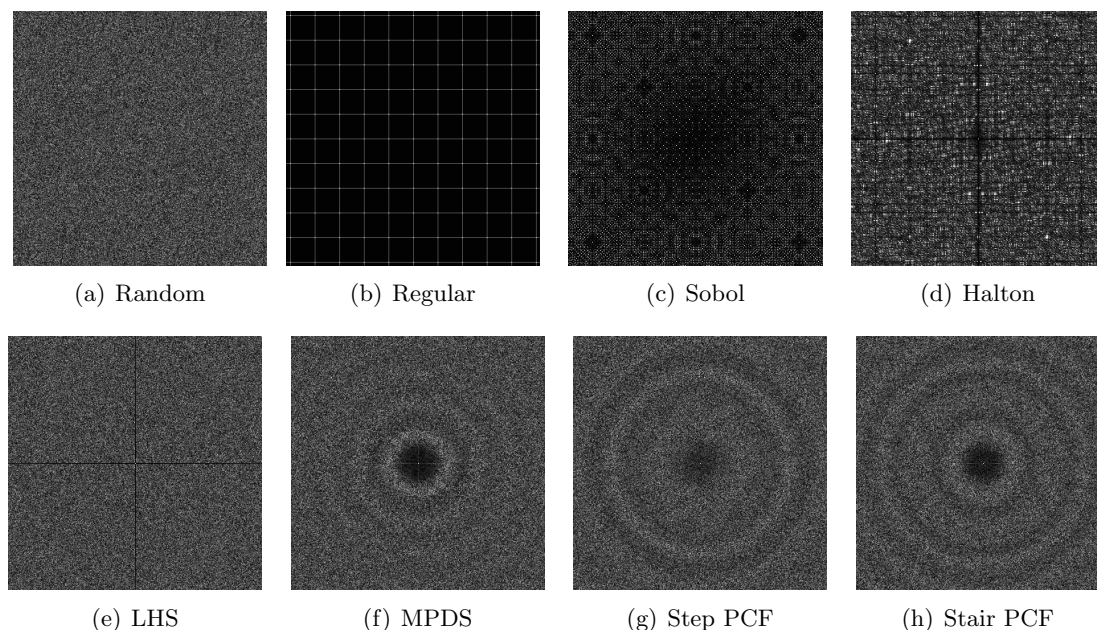 (a) Random
(b) Regular
(c) Sobol
(d) Halton
(e) LHS
(f) MPDS
(g) Step PCF
(h) Stair PCF